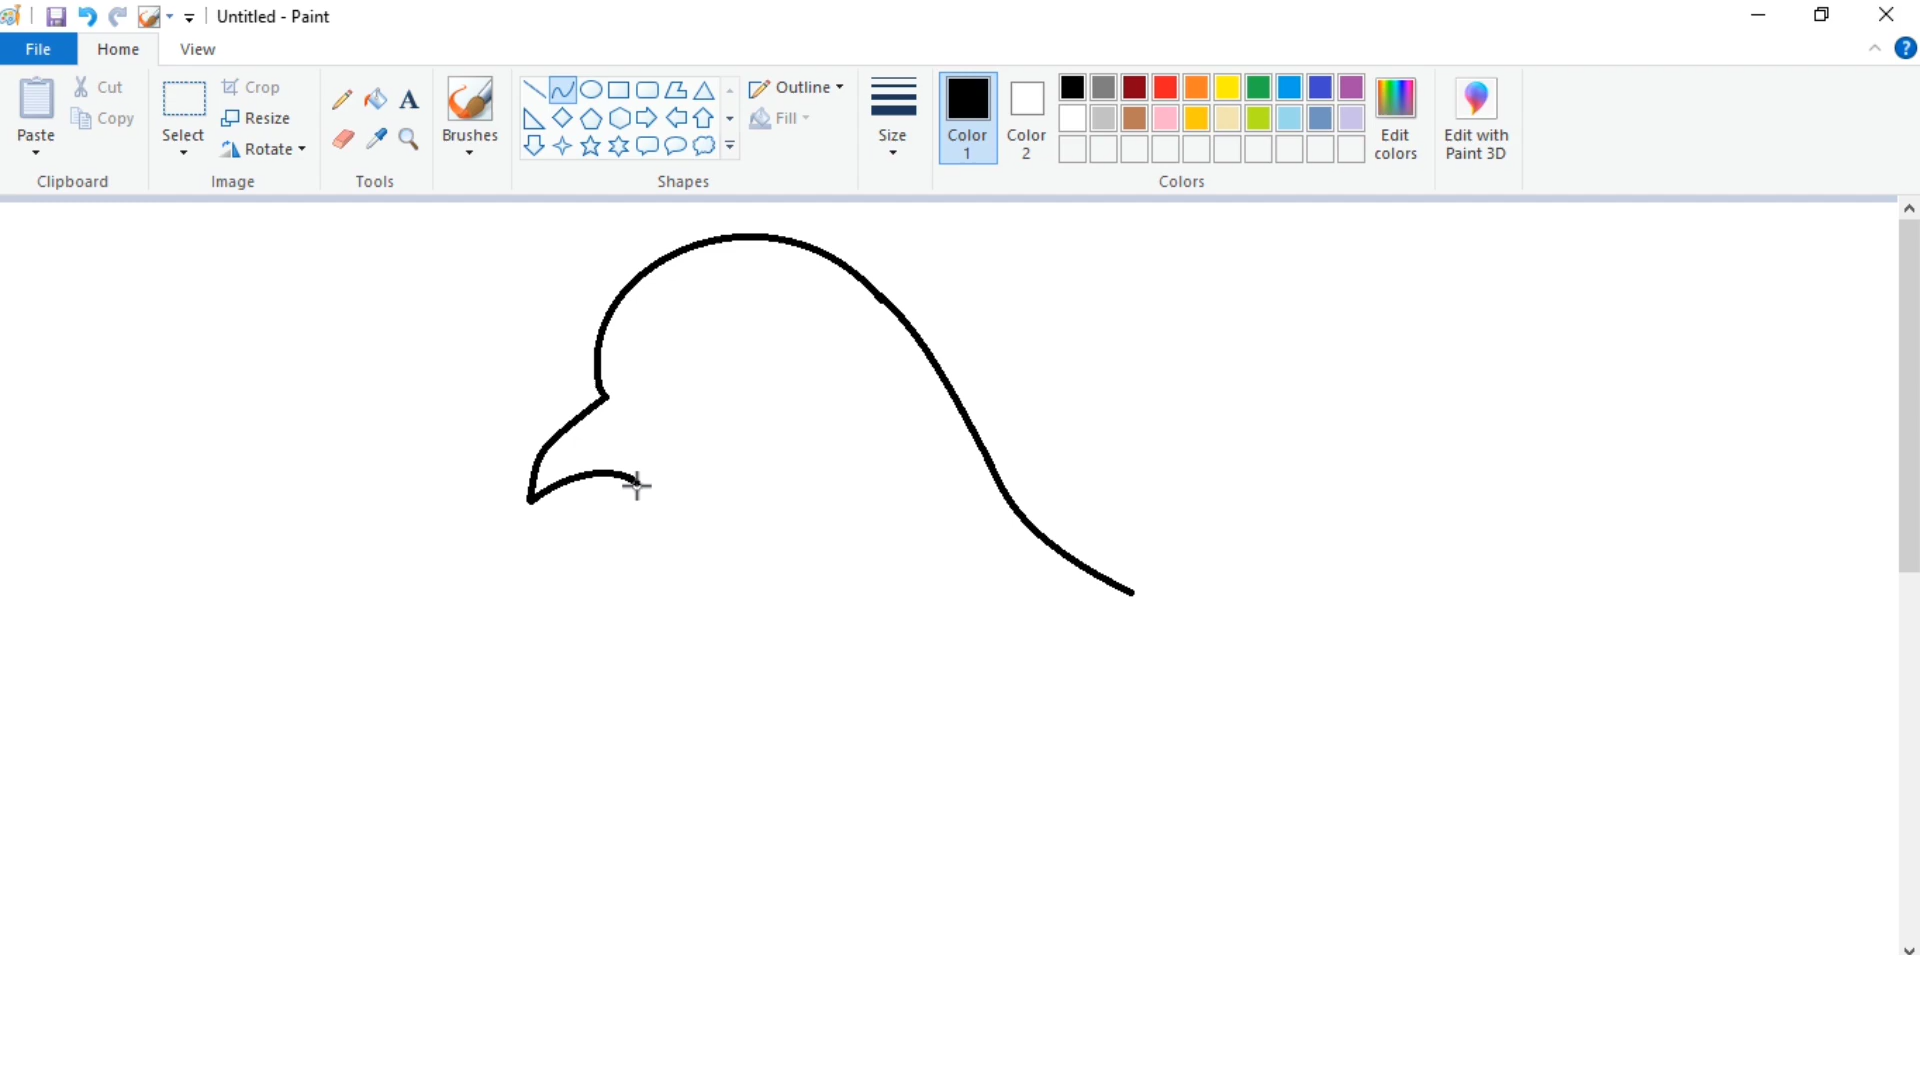 Untitled - Paint
File Home View
Paste Cut Copy Clipboard
Select Crop Resize Rotate Image
A Tools
Brushes
Shapes Outline Fill
Size
Color 1
Color 2
Edit colors Colors
Edit with Paint 3D
?